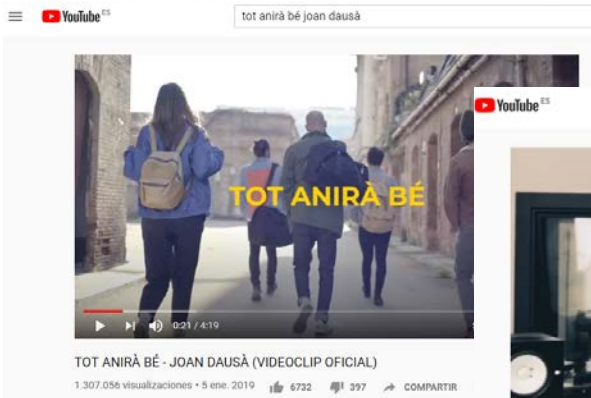 YouTube ES
tot anirà bé joan dausà
YouTube ES
TOT ANIRÀ BÉ
0:21 / 4:19
TOT ANIRÀ BÉ - JOAN DAUSÀ (VIDEOCLIP OFICIAL)
1.307.056 visualizaciones • 5 ene. 2019 6732 397 COMPARTIR